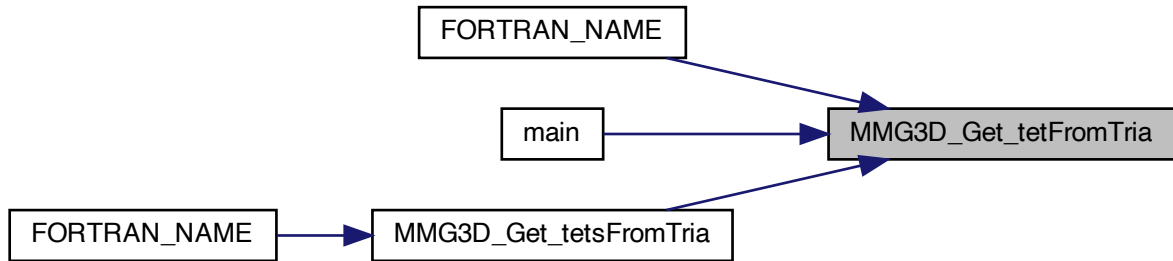 FORTRAN_NAME
main
MMG3D_Get_tetFromTria
FORTRAN_NAME
MMG3D_Get_tetsFromTria